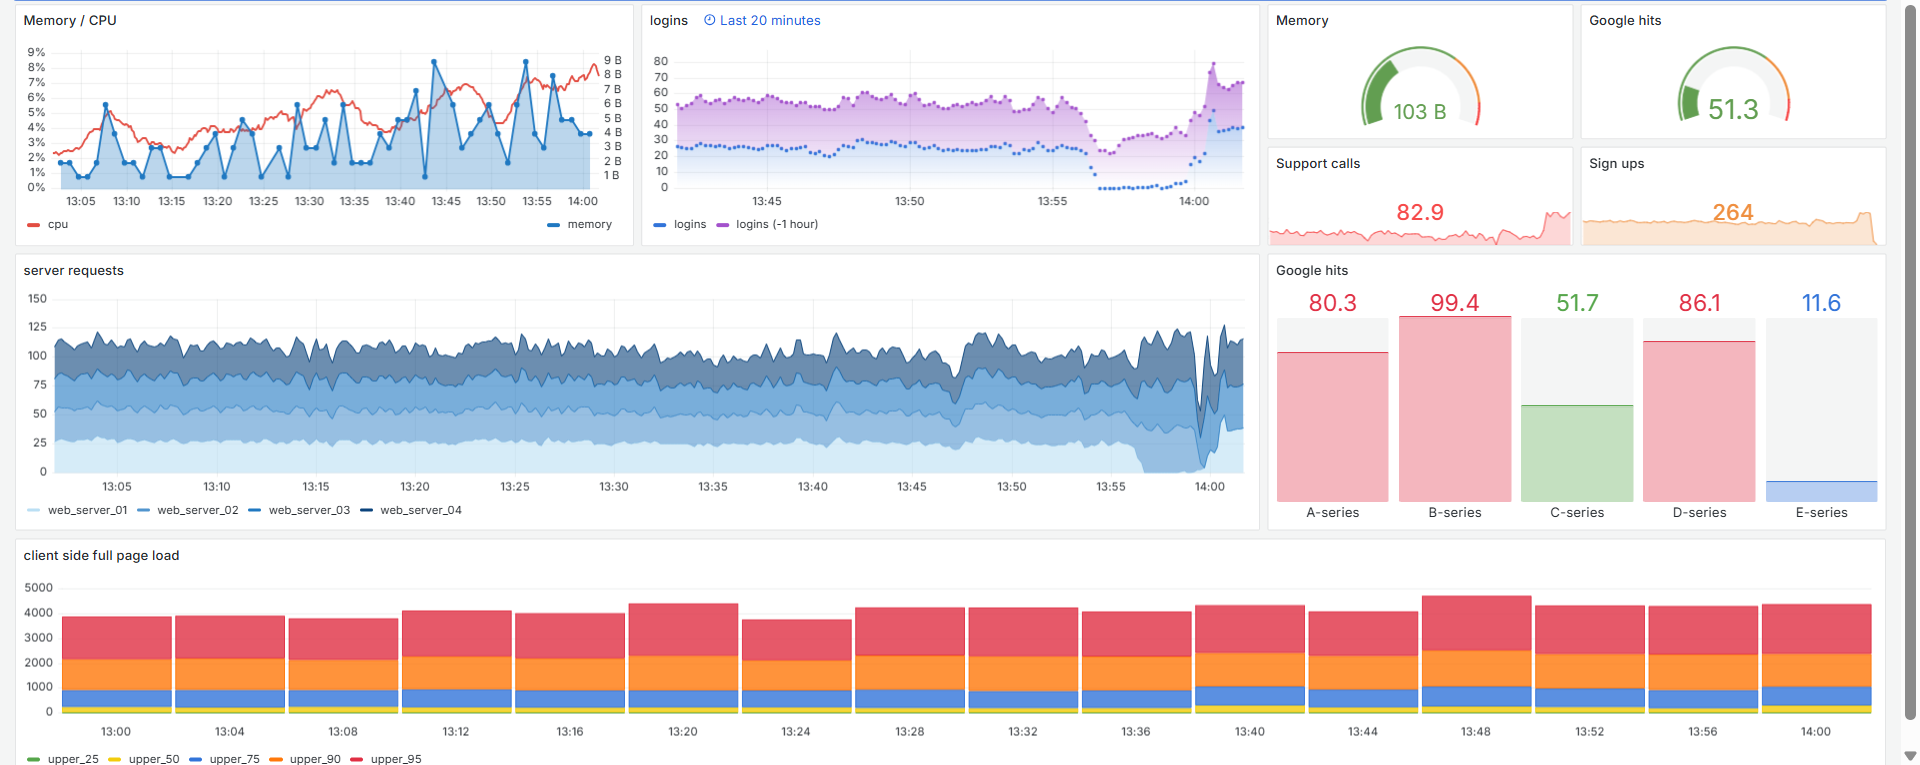 Memory / CPU
9%
8%
7%
6%
5%
4%
3%
2%
1%
0%
9 B
8 B
7 B
6 B
5 B
4 B
3 B
2 B
1 B
13:05 13:10 13:15 13:20 13:25 13:30 13:35 13:40 13:45 13:50 13:55 14:00
cpu memory
logins Last 20 minutes
80
70
60
50
40
30
20
10
0
13:45 13:50 13:55 14:00
logins logins (-1 hour)
Memory
103 B
Google hits
51.3
Support calls
82.9
Sign ups
264
server requests
150
125
100
75
50
25
0
13:05 13:10 13:15 13:20 13:25 13:30 13:35 13:40 13:45 13:50 13:55 14:00
web_server_01 web_server_02 web_server_03 web_server_04
Google hits
80.3 99.4 51.7 86.1 11.6
A-series B-series C-series D-series E-series
client side full page load
5000
4000
3000
2000
1000
0
13:00 13:04 13:08 13:12 13:16 13:20 13:24 13:28 13:32 13:36 13:40 13:44 13:48 13:52 13:56 14:00
upper_25 upper_50 upper_75 upper_90 upper_95